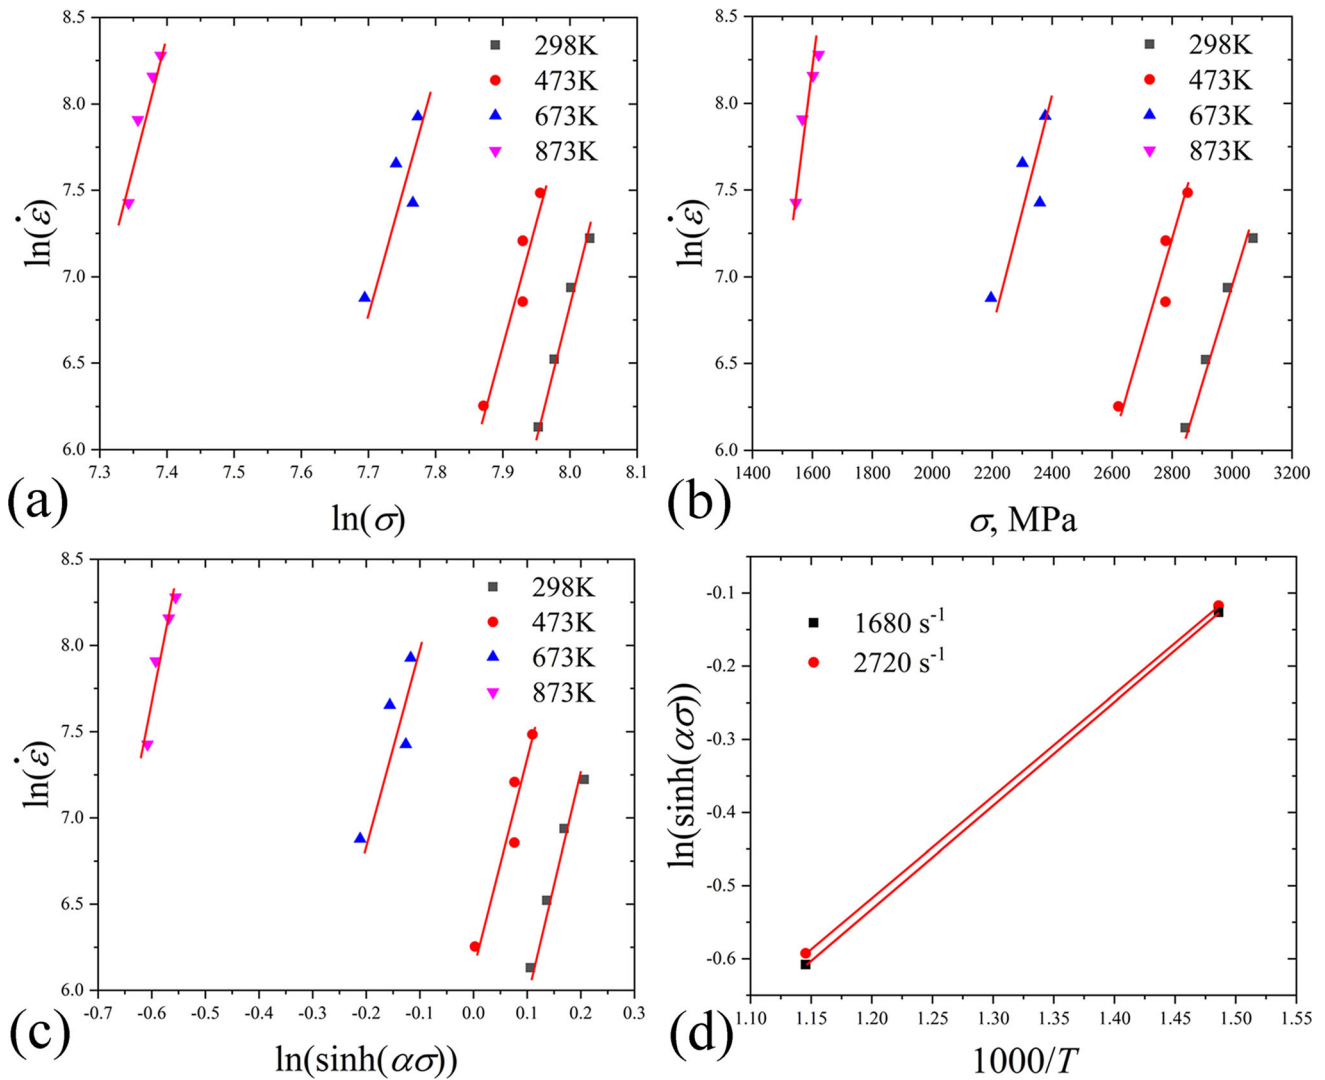 8.5
8.0
7.5
7.0
6.5
6.0
ln(ε̇)
298K
473K
673K
873K
7.3 7.4 7.5 7.6 7.7 7.8 7.9 8.0 8.1
(a)
ln(σ)
8.5
8.0
7.5
7.0
6.5
6.0
ln(ε̇)
298K
473K
673K
873K
1400 1600 1800 2000 2200 2400 2600 2800 3000 3200
(b)
σ, MPa
8.5
8.0
7.5
7.0
6.5
6.0
ln(ε̇)
298K
473K
673K
873K
-0.7 -0.6 -0.5 -0.4 -0.3 -0.2 -0.1 0.0 0.1 0.2 0.3
(c)
ln(sinh(ασ))
-0.1
-0.2
-0.3
-0.4
-0.5
-0.6
ln(sinh(ασ))
1680 s⁻¹
2720 s⁻¹
1.10 1.15 1.20 1.25 1.30 1.35 1.40 1.45 1.50 1.55
(d)
1000/T